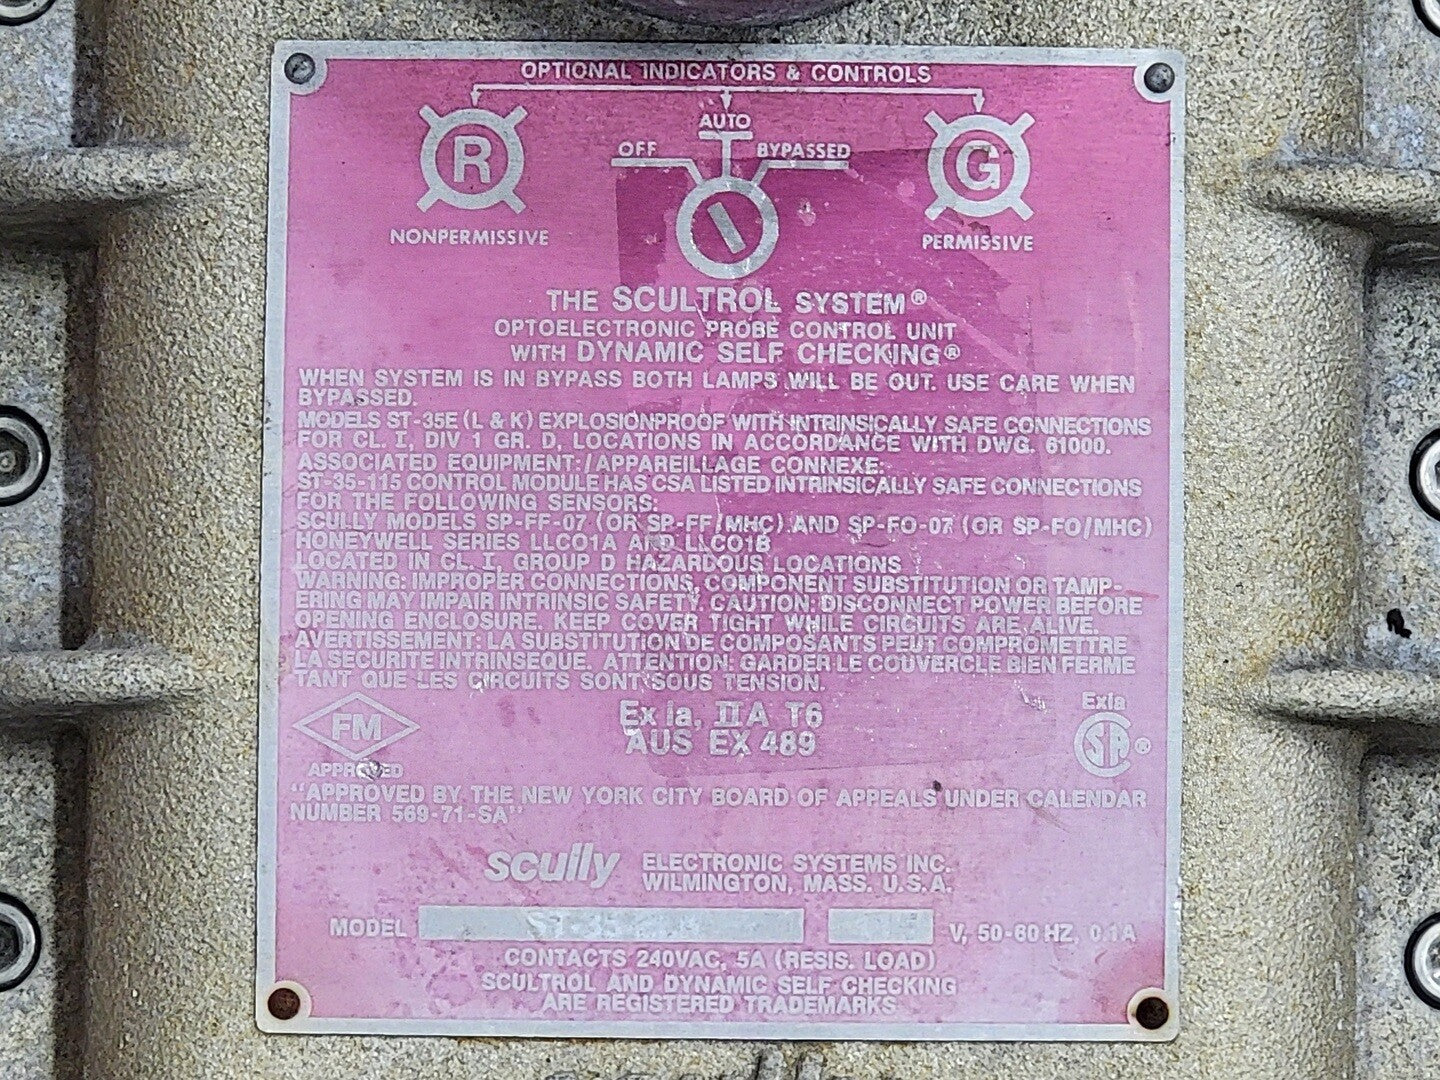 OPTIONAL INDICATORS & CONTROLS
AUTO
OFF
BYPASSED
R
G
NONPERMISSIVE
PERMISSIVE
THE SCULTROL SYSTEM®
OPTOELECTRONIC PROBE CONTROL UNIT
WITH DYNAMIC SELF CHECKING®
WHEN SYSTEM IS IN BYPASS BOTH LAMPS WILL BE OUT. USE CARE WHEN
BYPASSED.
MODELS ST-35E (L & K) EXPLOSIONPROOF WITH INTRINSICALLY SAFE CONNECTIONS
FOR CL. I, DIV 1 GR. D, LOCATIONS IN ACCORDANCE WITH DWG. 61000.
ASSOCIATED EQUIPMENT:/APPAREILLAGE CONNEXE:
ST-35-115 CONTROL MODULE HAS CSA LISTED INTRINSICALLY SAFE CONNECTIONS
FOR THE FOLLOWING SENSORS:
SCULLY MODELS SP-FF-07 (OR SP-FF/MHC) AND SP-FO-07 (OR SP-FO/MHC)
HONEYWELL SERIES LLCO1A AND LLCO1B
LOCATED IN CL. I, GROUP D HAZARDOUS LOCATIONS
WARNING: IMPROPER CONNECTIONS, COMPONENT SUBSTITUTION OR TAMP-
ERING MAY IMPAIR INTRINSIC SAFETY. CAUTION: DISCONNECT POWER BEFORE
OPENING ENCLOSURE. KEEP COVER TIGHT WHILE CIRCUITS ARE ALIVE.
AVERTISSEMENT: LA SUBSTITUTION DE COMPOSANTS PEUT COMPROMETTRE
LA SECURITE INTRINSEQUE. ATTENTION: GARDER LE COUVERCLE BIEN FERME
TANT QUE LES CIRCUITS SONT SOUS TENSION.
FM
APPROVED
Ex ia, IIA T6
AUS EX 489
Exia
SA®
"APPROVED BY THE NEW YORK CITY BOARD OF APPEALS UNDER CALENDAR
NUMBER 569-71-SA"
scully ELECTRONIC SYSTEMS INC.
WILMINGTON, MASS. U.S.A.
MODEL V, 50-60 HZ, 0.1A
CONTACTS 240VAC, 5A (RESIS. LOAD)
SCULTROL AND DYNAMIC SELF CHECKING
ARE REGISTERED TRADEMARKS